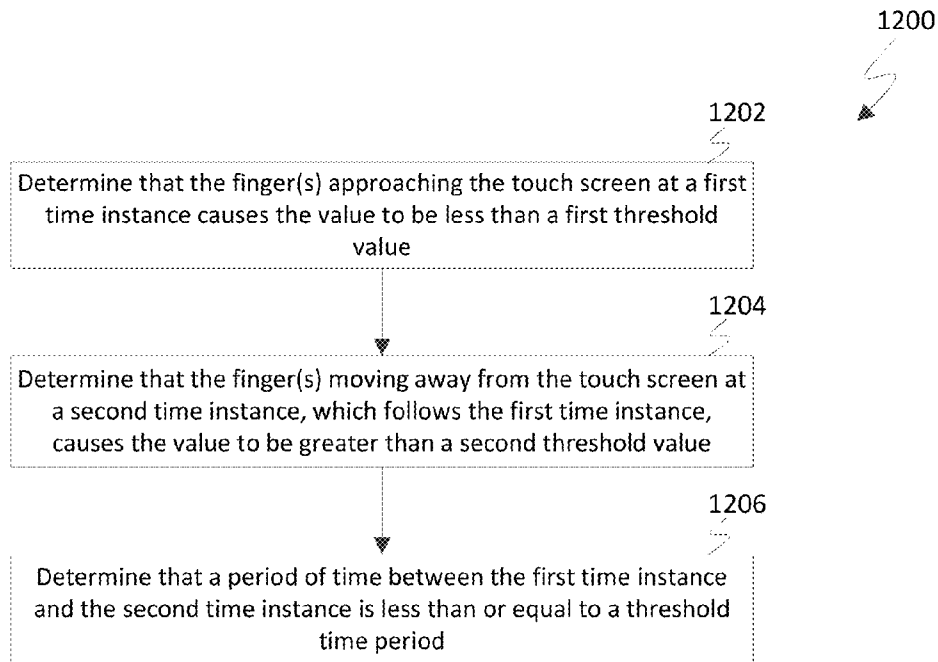 1200
1202
Determine that the finger(s) approaching the touch screen at a first
time instance causes the value to be less than a first threshold
value
1204
Determine that the finger(s) moving away from the touch screen at
a second time instance, which follows the first time instance,
causes the value to be greater than a second threshold value
1206
Determine that a period of time between the first time instance
and the second time instance is less than or equal to a threshold
time period